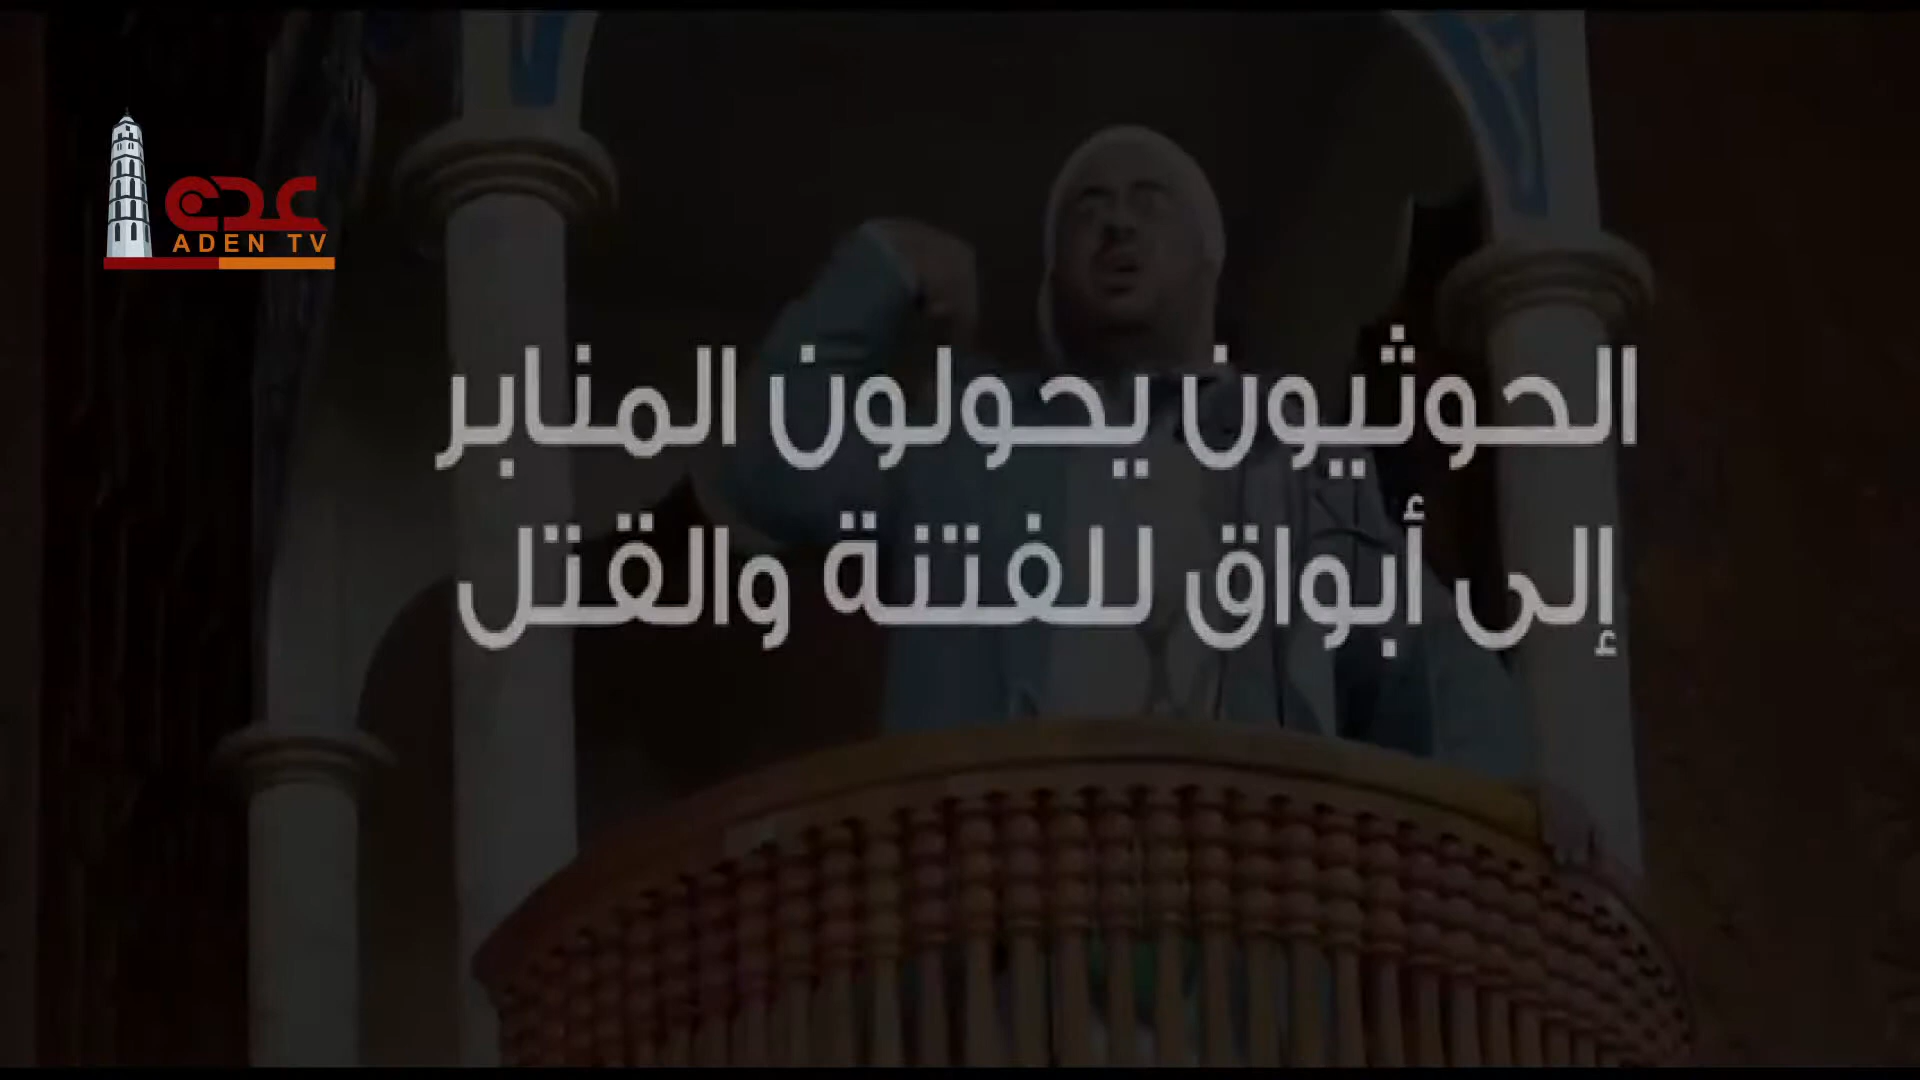 عدن
ADEN TV
الحوثيون يحولون المنابر
إلى أبواق للفتنة والقتل